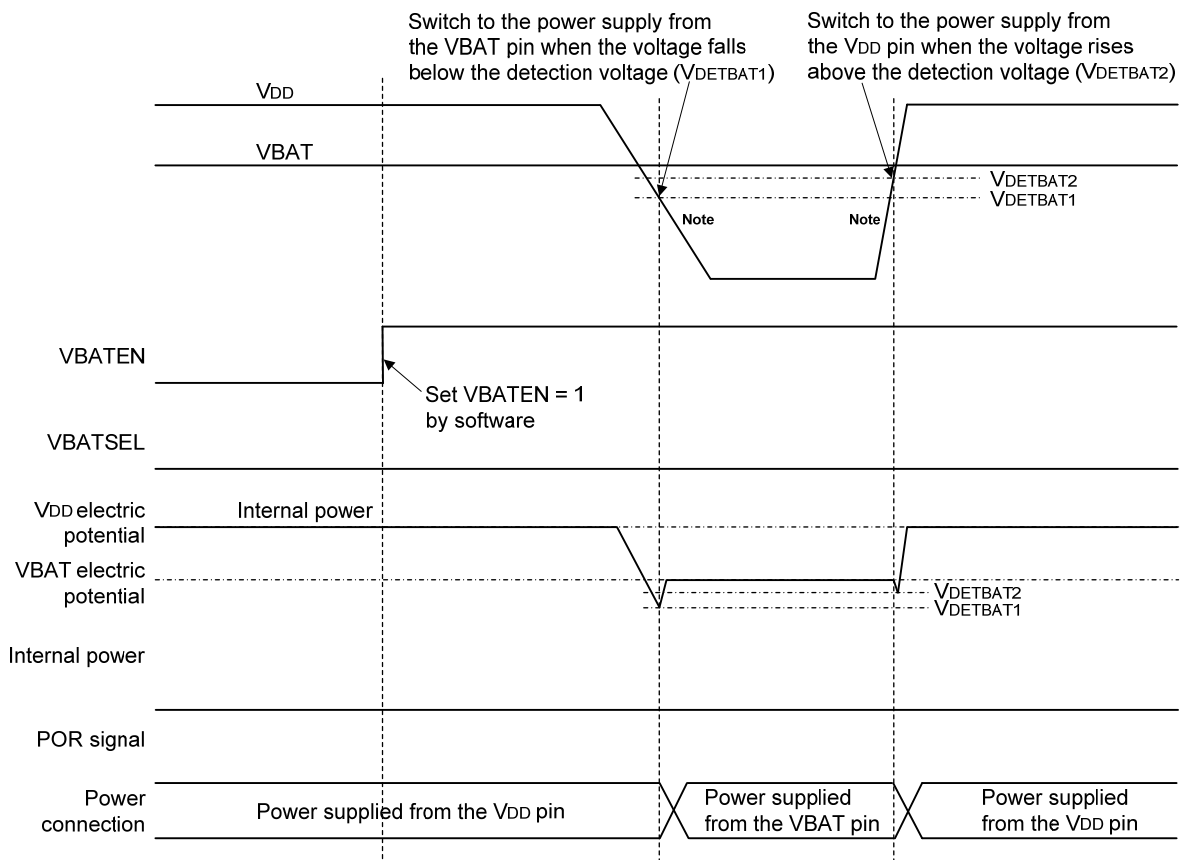 Switch to the power supply from
the VBAT pin when the voltage falls
below the detection voltage (VDETBAT1)
Switch to the power supply from
the VDD pin when the voltage rises
above the detection voltage (VDETBAT2)
VDD
VBAT
VDETBAT2
VDETBAT1
Note
Note
VBATEN
Set VBATEN = 1
by software
VBATSEL
VDD electric
potential
Internal power
VBAT electric
potential
VDETBAT2
VDETBAT1
Internal power
POR signal
Power
connection
Power supplied from the VDD pin
Power supplied
from the VBAT pin
Power supplied
from the VDD pin